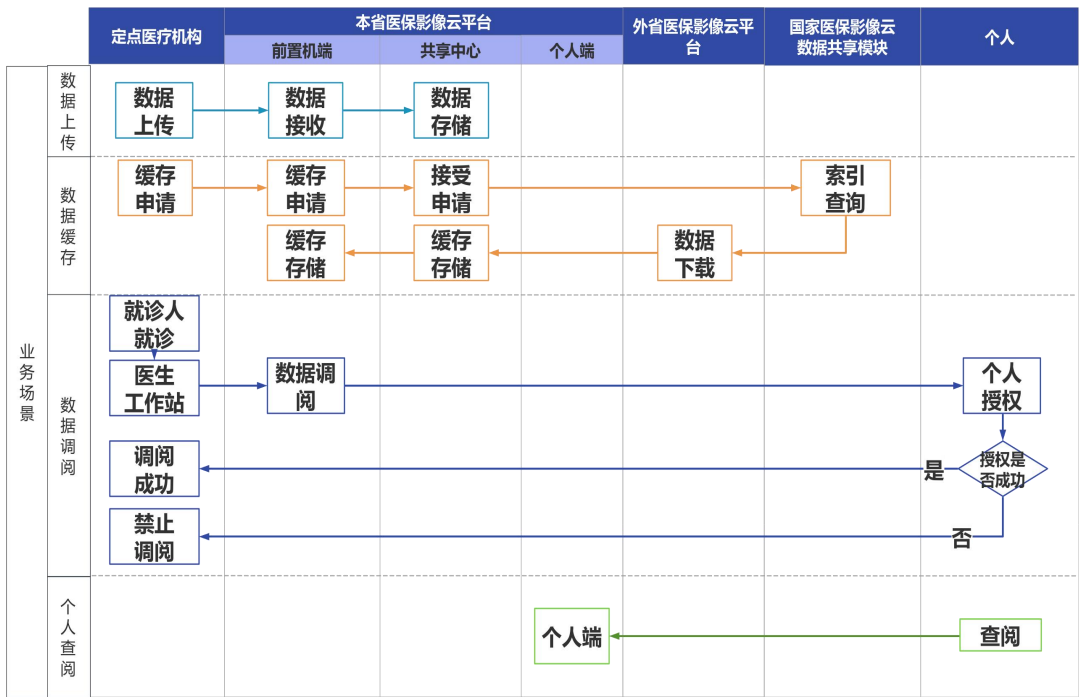 定点医疗机构
本省医保影像云平台
前置机端
共享中心
个人端
外省医保影像云平
台
国家医保影像云
数据共享模块
个人
业务场景
数据上传
数据
上传
数据
接收
数据
存储
数据缓存
缓存
申请
缓存
申请
接受
申请
索引
查询
缓存
存储
缓存
存储
数据
下载
数据调阅
就诊人
就诊
医生
工作站
数据调
阅
个人
授权
调阅
成功
是
授权是
否成功
禁止
调阅
否
个人查阅
个人端
查阅